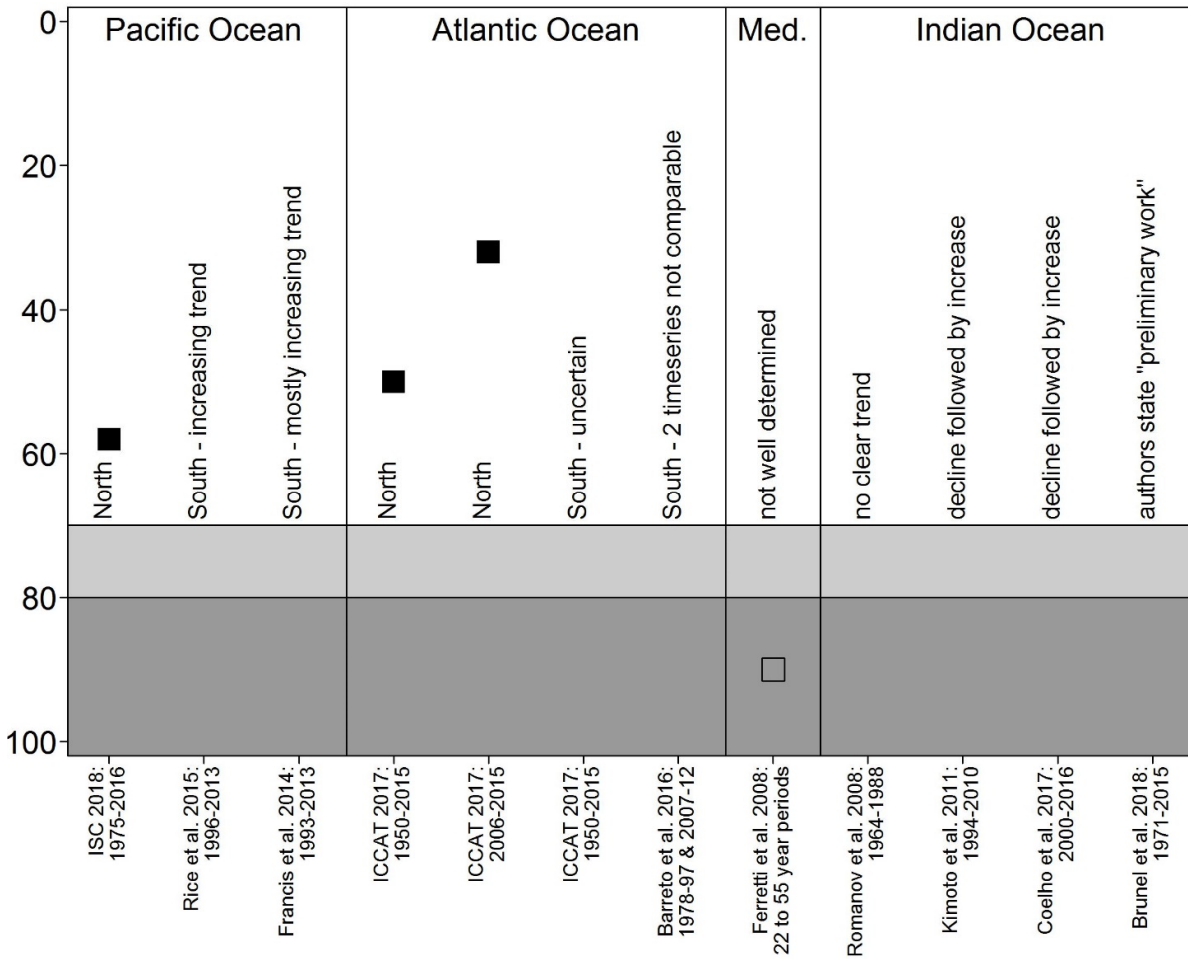 Pacific Ocean
Atlantic Ocean
Med.
Indian Ocean
0
20
40
60
80
100
North
South - increasing trend
South - mostly increasing trend
North
North
South - uncertain
South - 2 timeseries not comparable
not well determined
no clear trend
decline followed by increase
decline followed by increase
authors state "preliminary work"
ISC 2018:
1975-2016
Rice et al. 2015:
1996-2013
Francis et al. 2014:
1993-2013
ICCAT 2017:
1950-2015
ICCAT 2017:
2006-2015
ICCAT 2017:
1950-2015
Barreto et al. 2016:
1978-97 & 2007-12
Ferretti et al. 2008:
22 to 55 year periods
Romanov et al. 2008:
1964-1988
Kimoto et al. 2011:
1994-2010
Coelho et al. 2017:
2000-2016
Brunel et al. 2018:
1971-2015